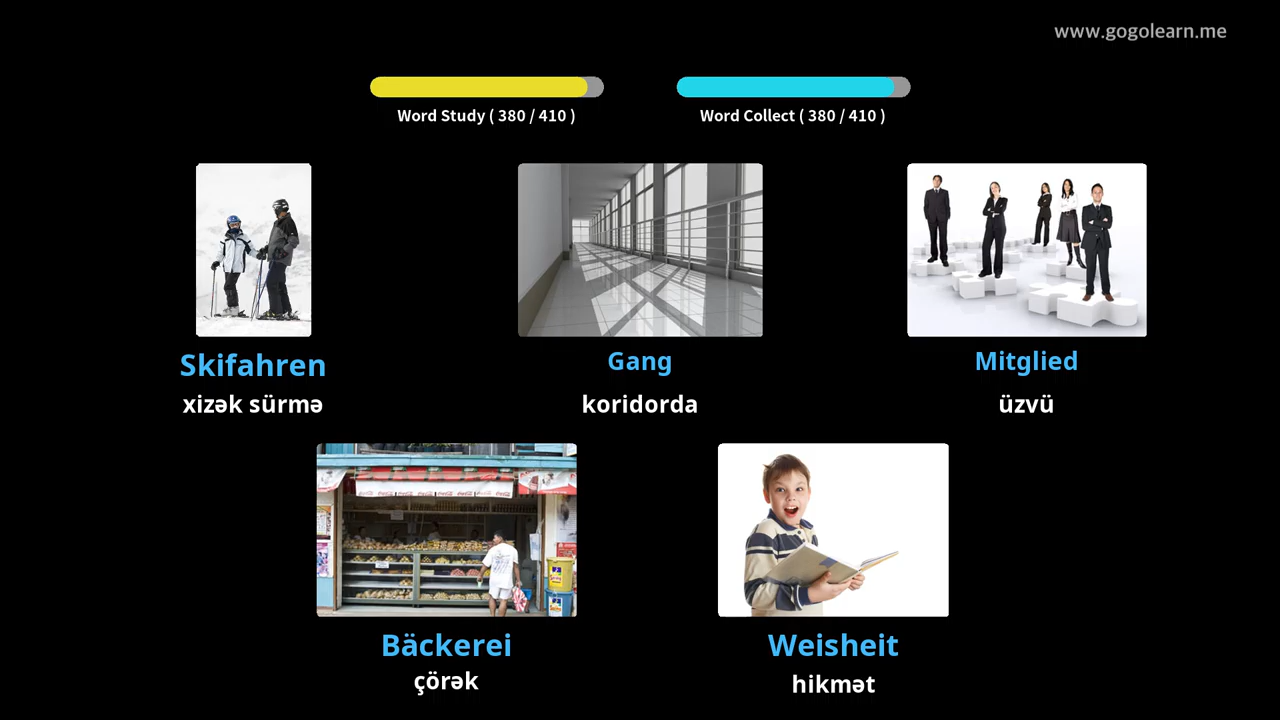 www.gogolearn.me
Word Study ( 380 / 410 )
Word Collect ( 380 / 410 )
Skifahren
xizək sürmə
Gang
koridorda
Mitglied
üzvü
Bäckerei
çörək
Weisheit
hikmət